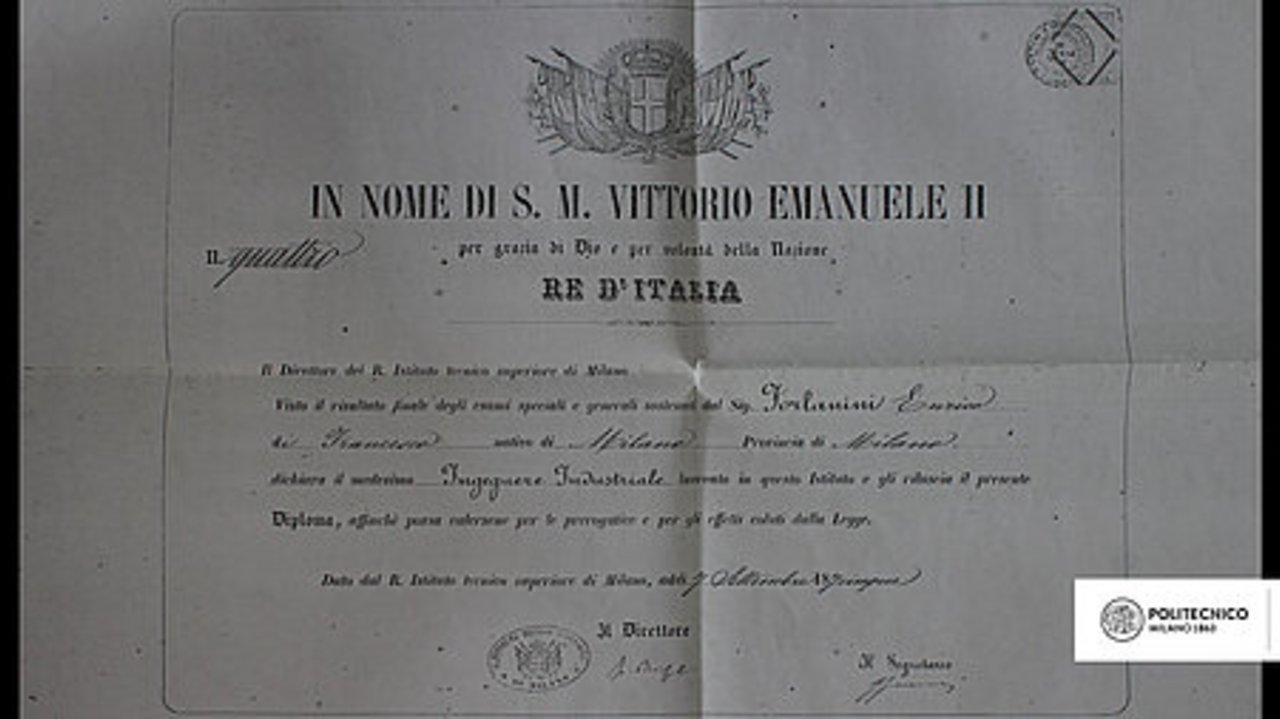 IN NOME DI S. M. VITTORIO EMANUELE II
per grazia di Dio e per volontà della Nazione
N. quattro
RE D'ITALIA
Il Direttore del R. Istituto tecnico superiore di Milano
Visto il risultato finale degli esami speciali e generali sostenuti dal Sig. Forlanini Enrico
di Francesco nativo di Milano Provincia di Milano
dichiara il medesimo Ingegnere Industriale laureato in questo Istituto e gli rilascia il presente
Diploma, affinchè possa valersene per le prerogative e per gli effetti voluti dalla Legge.
Dato dal R. Istituto tecnico superiore di Milano, addì Settembre
Il Direttore
Il Segretario
POLITECNICO
MILANO 1863